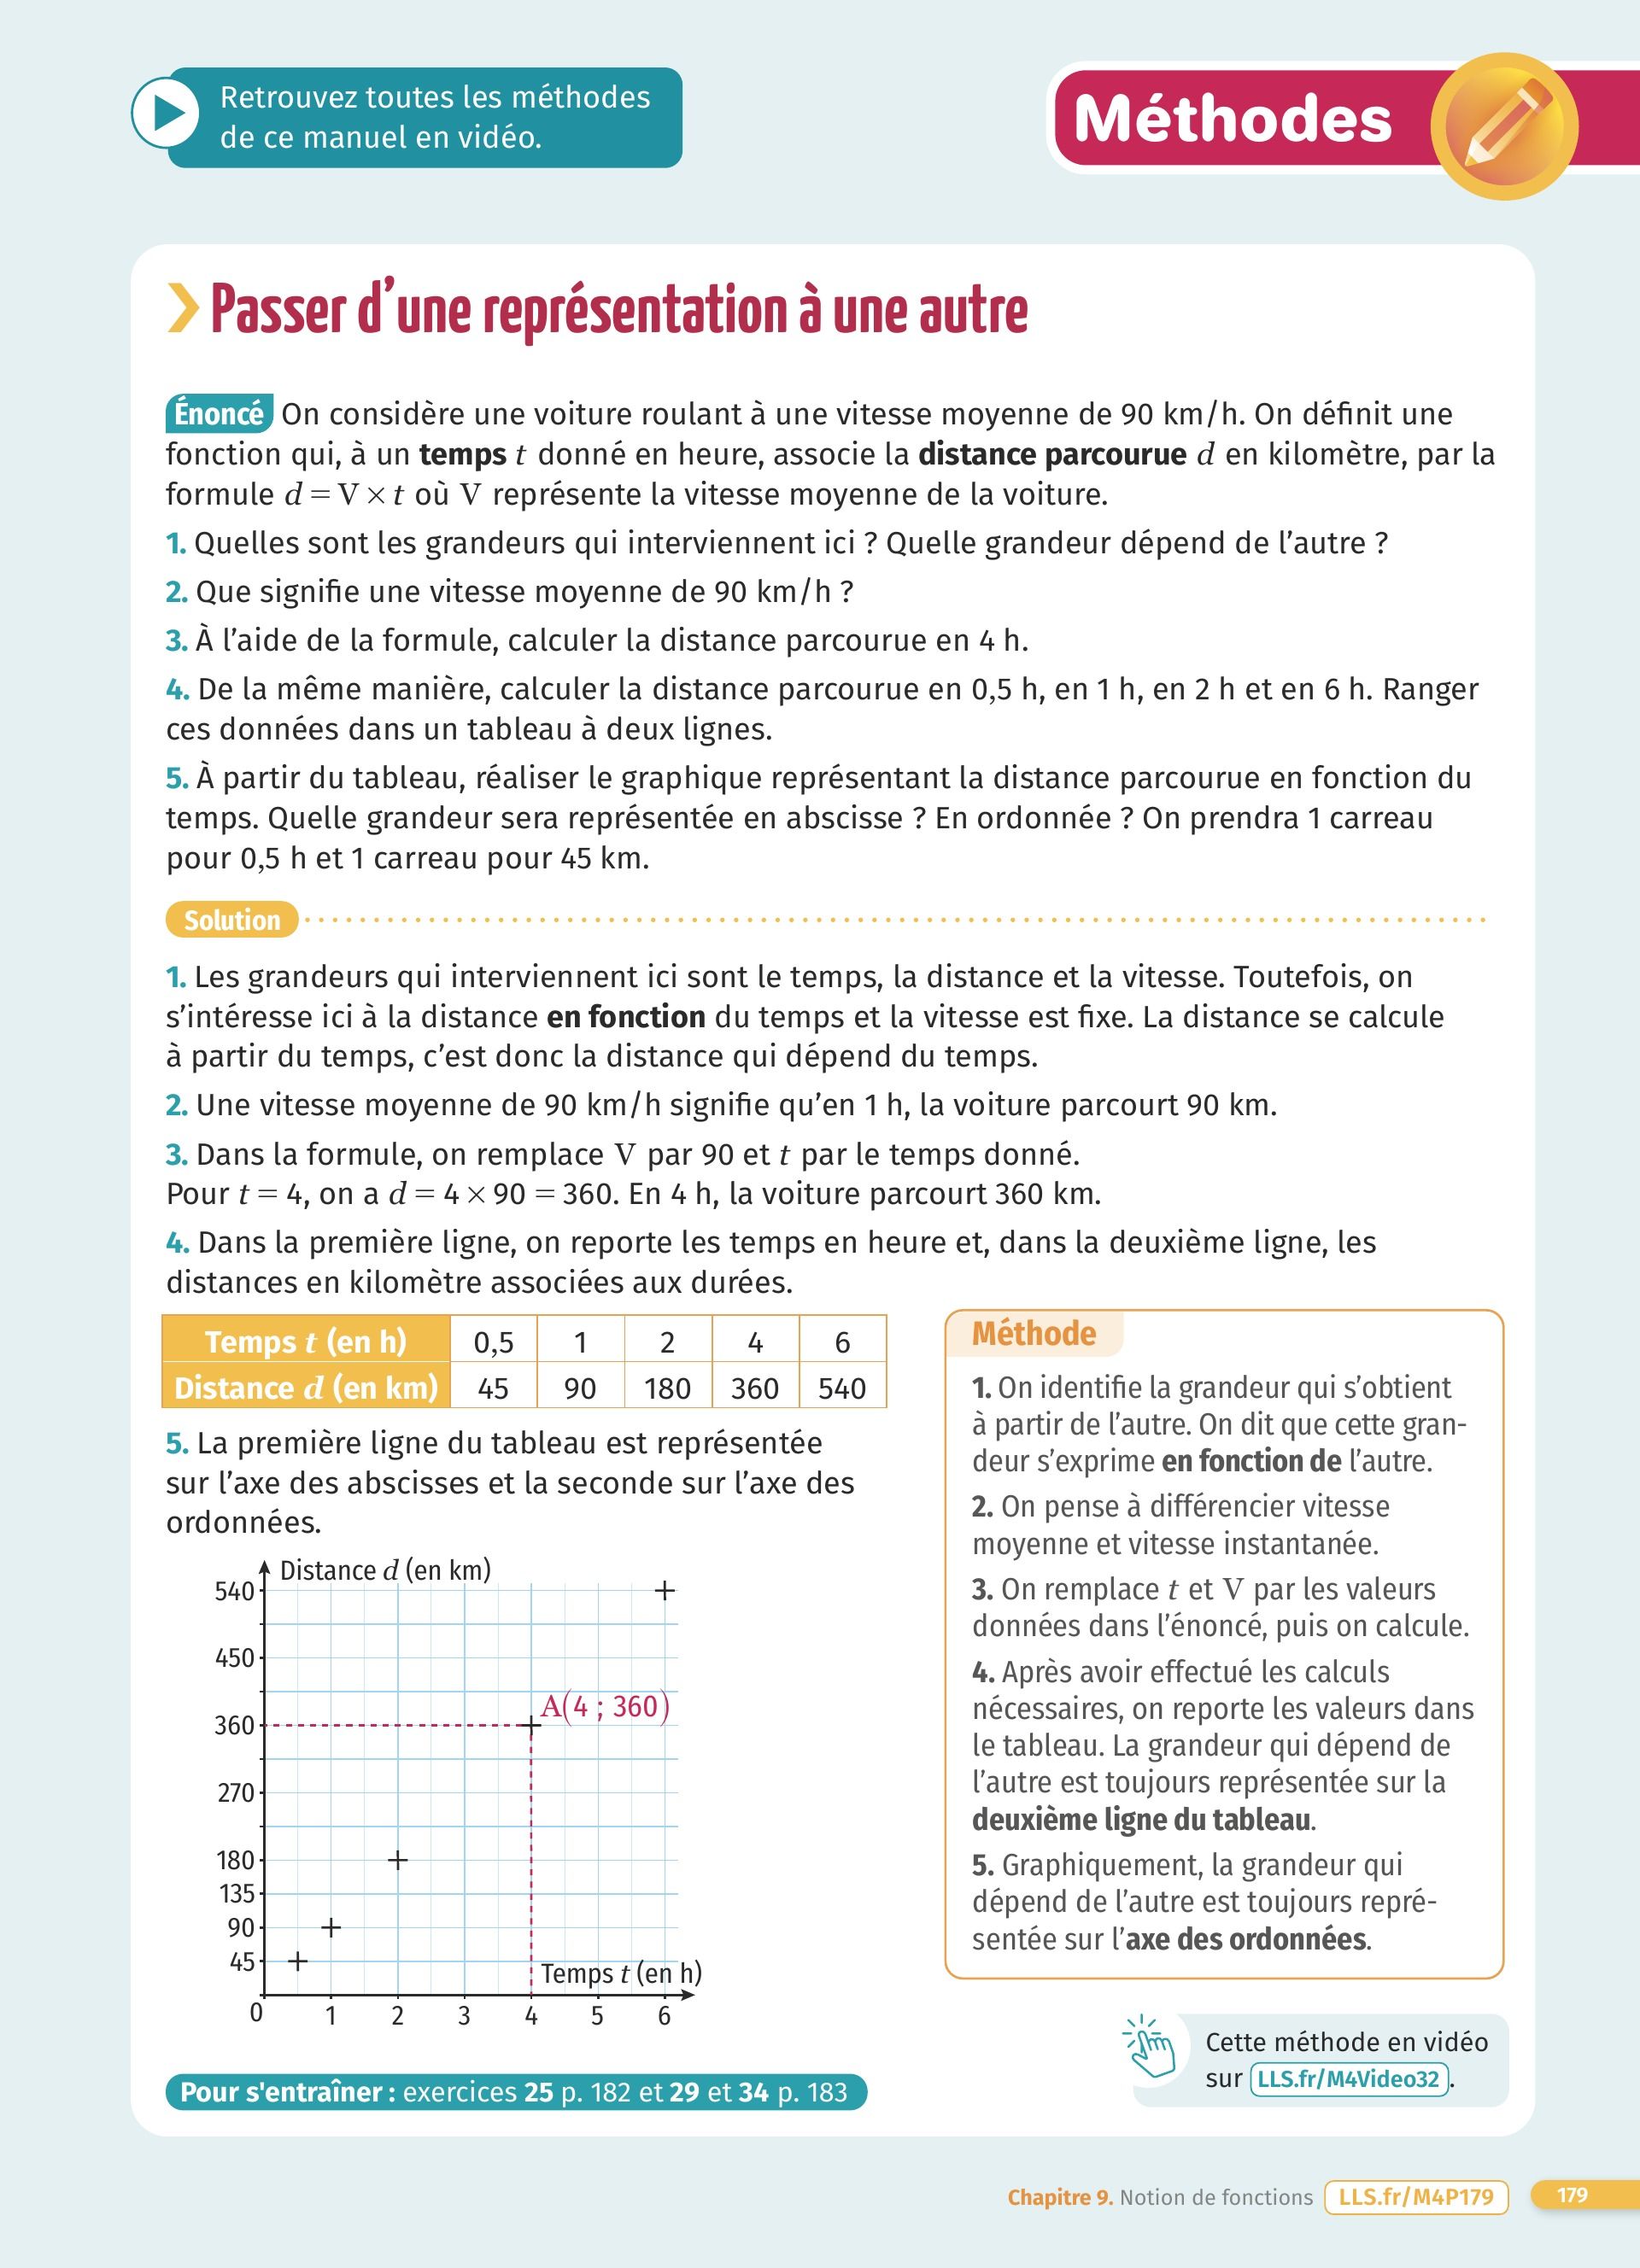 Retrouvez toutes les méthodes
de ce manuel en vidéo.
Méthodes
Passer d’une représentation à une autre
Énoncé On considère une voiture roulant à une vitesse moyenne de 90 km/h. On définit une
fonction qui, à un temps t donné en heure, associe la distance parcourue d en kilomètre, par la
formule d = V × t où V représente la vitesse moyenne de la voiture.
1. Quelles sont les grandeurs qui interviennent ici ? Quelle grandeur dépend de l’autre ?
2. Que signifie une vitesse moyenne de 90 km/h ?
3. À l’aide de la formule, calculer la distance parcourue en 4 h.
4. De la même manière, calculer la distance parcourue en 0,5 h, en 1 h, en 2 h et en 6 h. Ranger
ces données dans un tableau à deux lignes.
5. À partir du tableau, réaliser le graphique représentant la distance parcourue en fonction du
temps. Quelle grandeur sera représentée en abscisse ? En ordonnée ? On prendra 1 carreau
pour 0,5 h et 1 carreau pour 45 km.
Solution
1. Les grandeurs qui interviennent ici sont le temps, la distance et la vitesse. Toutefois, on
s’intéresse ici à la distance en fonction du temps et la vitesse est fixe. La distance se calcule
à partir du temps, c’est donc la distance qui dépend du temps.
2. Une vitesse moyenne de 90 km/h signifie qu’en 1 h, la voiture parcourt 90 km.
3. Dans la formule, on remplace V par 90 et t par le temps donné.
Pour t = 4, on a d = 4 × 90 = 360. En 4 h, la voiture parcourt 360 km.
4. Dans la première ligne, on reporte les temps en heure et, dans la deuxième ligne, les
distances en kilomètre associées aux durées.
Temps t (en h) 0,5 1 2 4 6
Distance d (en km) 45 90 180 360 540
5. La première ligne du tableau est représentée
sur l’axe des abscisses et la seconde sur l’axe des
ordonnées.
Distance d (en km)
540
450
A(4 ; 360)
360
270
180
135
90
45
Temps t (en h)
0 1 2 3 4 5 6
Méthode
1. On identifie la grandeur qui s’obtient
à partir de l’autre. On dit que cette gran-
deur s’exprime en fonction de l’autre.
2. On pense à différencier vitesse
moyenne et vitesse instantanée.
3. On remplace t et V par les valeurs
données dans l’énoncé, puis on calcule.
4. Après avoir effectué les calculs
nécessaires, on reporte les valeurs dans
le tableau. La grandeur qui dépend de
l’autre est toujours représentée sur la
deuxième ligne du tableau.
5. Graphiquement, la grandeur qui
dépend de l’autre est toujours repré-
sentée sur l’axe des ordonnées.
Cette méthode en vidéo
sur LLS.fr/M4Video32.
Pour s'entraîner : exercices 25 p. 182 et 29 et 34 p. 183
Chapitre 9. Notion de fonctions LLS.fr/M4P179 179